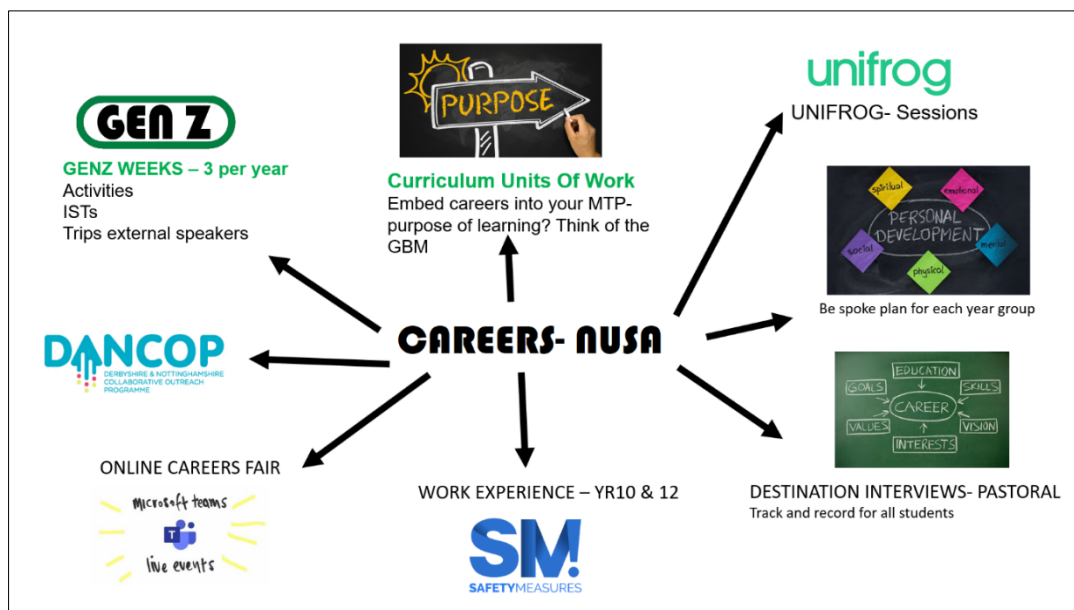 GEN Z
GENZ WEEKS – 3 per year
Activities
ISTs
Trips external speakers
PURPOSE
Curriculum Units Of Work
Embed careers into your MTP-
purpose of learning? Think of the
GBM
unifrog
UNIFROG- Sessions
spiritual
emotional
PERSONAL
DEVELOPMENT
social
mental
physical
Be spoke plan for each year group
CAREERS- NUSA
DANCOP
DERBYSHIRE & NOTTINGHAMSHIRE
COLLABORATIVE OUTREACH
PROGRAMME
EDUCATION
GOALS
SKILLS
CAREER
VALUES
VISION
INTERESTS
DESTINATION INTERVIEWS- PASTORAL
Track and record for all students
ONLINE CAREERS FAIR
microsoft teams
T
live events
WORK EXPERIENCE – YR10 & 12
SM!
SAFETYMEASURES